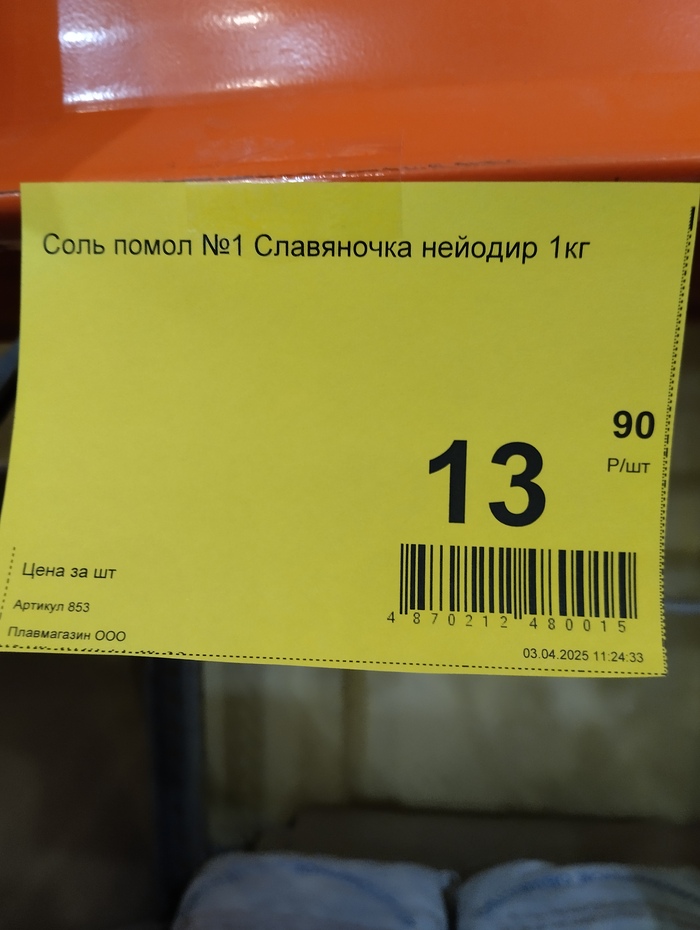 Соль помол №1 Славяночка нейодир 1кг
13 90
Р/шт
Цена за шт
Артикул 853
Плавмагазин ООО
4 870212 480015
03.04.2025 11:24:33